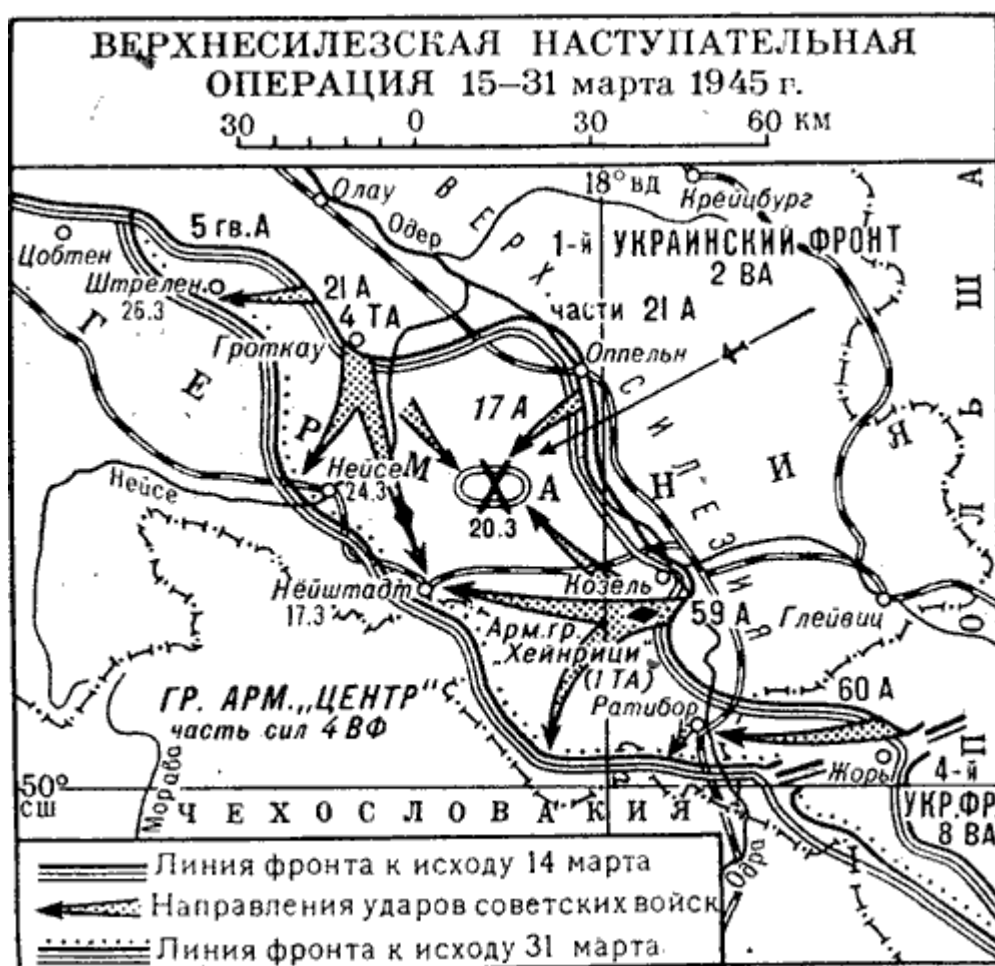 ВЕРХНЕСИЛЕЗСКАЯ НАСТУПАТЕЛЬНАЯ
ОПЕРАЦИЯ 15–31 марта 1945 г.
30 0 30 60 км
Олау
18° ВД
Крейцбург
Одер
5 гв.А
1-й УКРАИНСКИЙ ФРОНТ
2 ВА
Цобтен
Штрелен
26.3
21 А
4 ТА
части 21 А
Гроткау
Оппельн
17 А
ВЕРХ. СИЛЕЗИЯ
ГЕРМАНИЯ
ПОЛЬША
Нейсе
Нейсе
24.3
20.3
Нейштадт
17.3
Козель
59 А
Глейвиц
Арм.гр.
„Хейнрици"
(1 ТА)
ГР. АРМ. „ЦЕНТР"
часть сил 4 ВФ
60 А
Ратибор
Жоры
4-й
УКР.ФР
8 ВА
50°
СШ
Морава
ЧЕХОСЛОВАКИЯ
Одра
Линия фронта к исходу 14 марта
Направления ударов советских войск
Линия фронта к исходу 31 марта